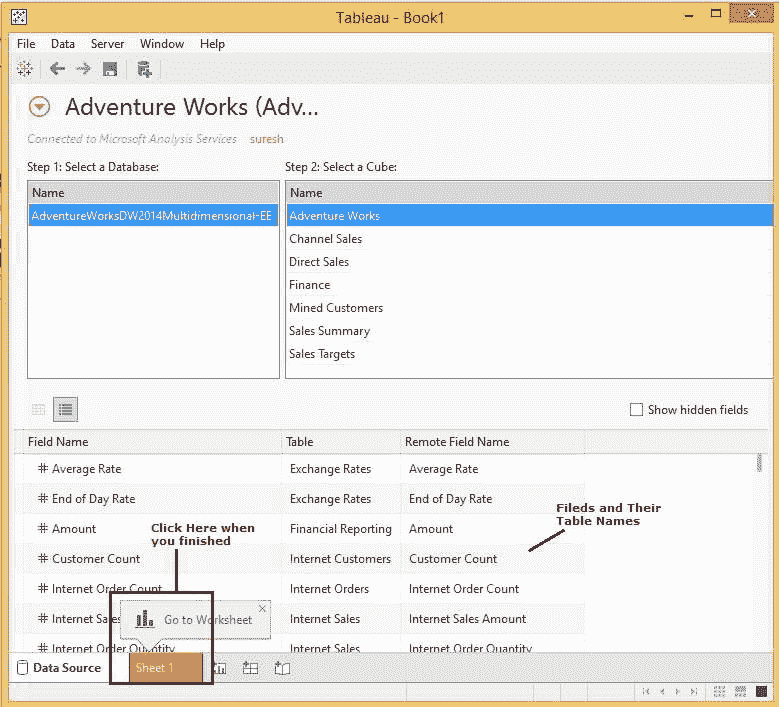 Tableau - Book1
File Data Server Window Help
Adventure Works (Adv...
Connected to Microsoft Analysis Services suresh
Step 1: Select a Database: Step 2: Select a Cube:
Name Name
AdventureWorksDW2014Multidimensional-EE Adventure Works
Channel Sales
Direct Sales
Finance
Mined Customers
Sales Summary
Sales Targets
Show hidden fields
Field Name Table Remote Field Name
# Average Rate Exchange Rates Average Rate
# End of Day Rate Exchange Rates End of Day Rate
# Amount Financial Reporting Amount
Click Here when
you finished
Fileds and Their
Table Names
# Customer Count Internet Customers Customer Count
# Internet Order Count Internet Orders Internet Order Count
# Internet Sales Internet Sales Internet Sales Amount
Go to Worksheet
# Internet Order Quantity Internet Sales Internet Order Quantity
Data Source Sheet 1